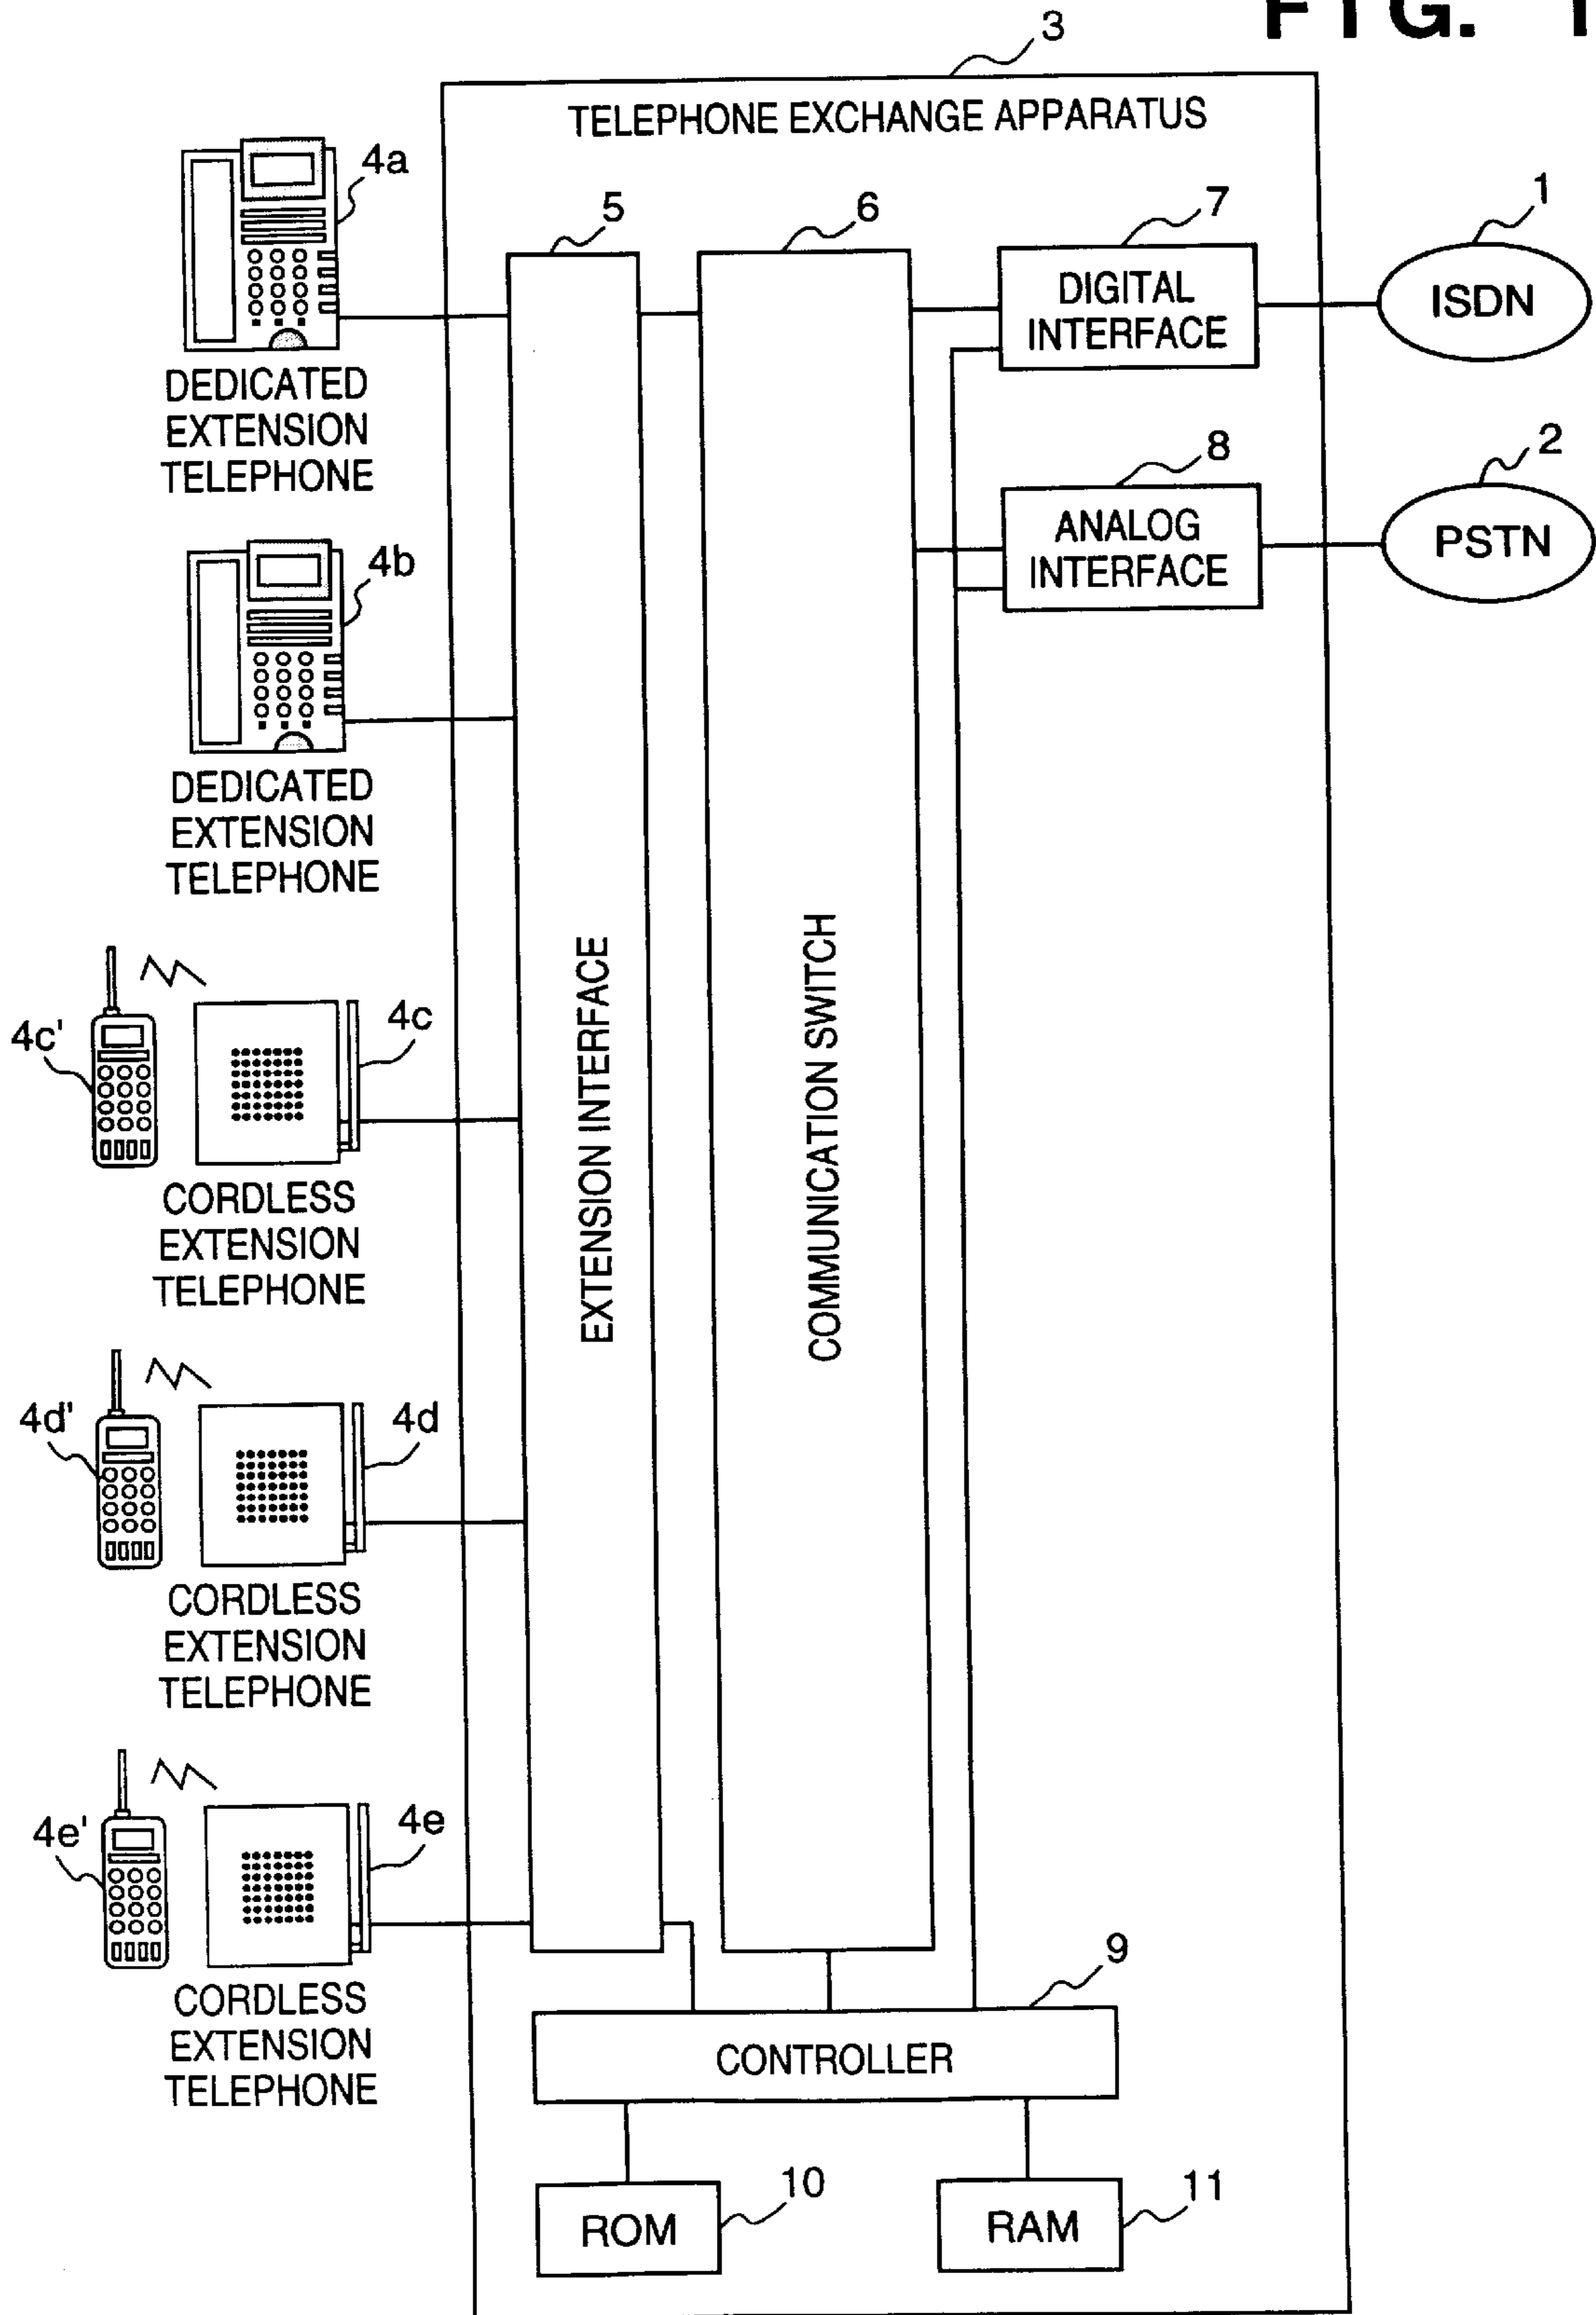 FIG. 1
3
TELEPHONE EXCHANGE APPARATUS
4a
5
6
7
1
DIGITAL
INTERFACE
ISDN
DEDICATED
EXTENSION
TELEPHONE
8
2
ANALOG
INTERFACE
PSTN
4b
DEDICATED
EXTENSION
TELEPHONE
EXTENSION INTERFACE
COMMUNICATION SWITCH
4c'
4c
CORDLESS
EXTENSION
TELEPHONE
4d'
4d
CORDLESS
EXTENSION
TELEPHONE
4e'
4e
CORDLESS
EXTENSION
TELEPHONE
9
CONTROLLER
10
ROM
11
RAM